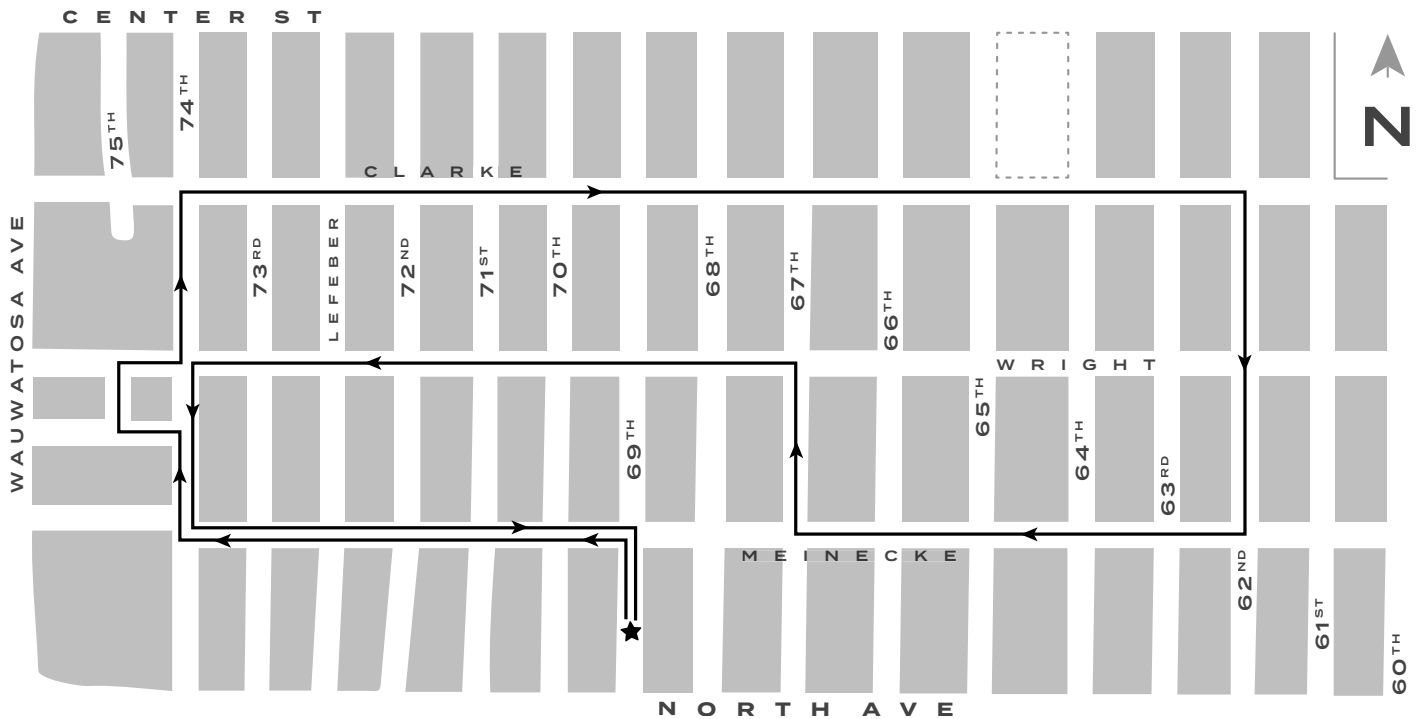 CENTER ST
N
74TH
75TH
CLARKE
WAUWATOSA AVE
73RD
LEFEBER
72ND
71ST
70TH
68TH
67TH
66TH
WRIGHT
65TH
69TH
64TH
63RD
MEINECKE
62ND
61ST
60TH
NORTH AVE